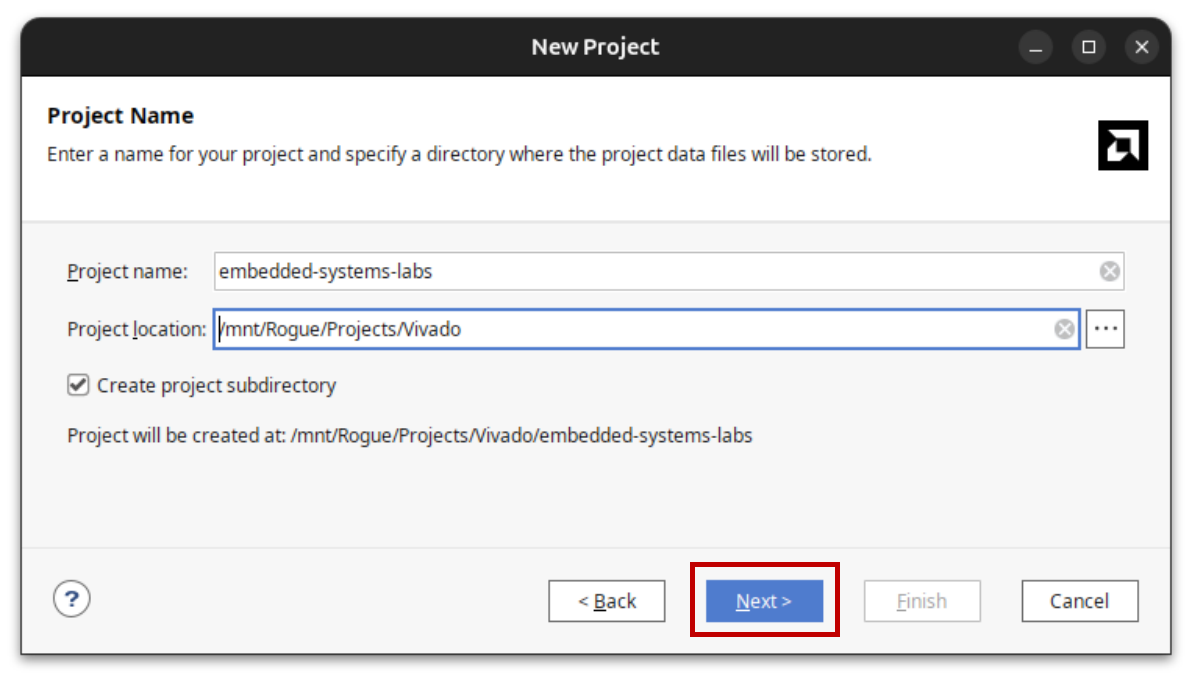 New Project
Project Name
Enter a name for your project and specify a directory where the project data files will be stored.
Project name: embedded-systems-labs
Project location: /mnt/Rogue/Projects/Vivado ...
Create project subdirectory
Project will be created at: /mnt/Rogue/Projects/Vivado/embedded-systems-labs
? < Back Next > Finish Cancel